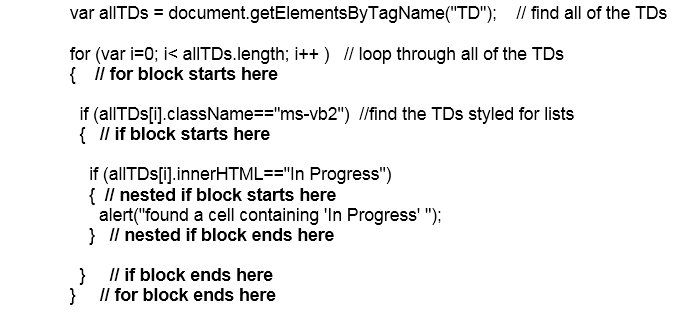 var allTDs = document.getElementsByTagName("TD");    // find all of the TDs
for (var i=0; i< allTDs.length; i++ )  // loop through all of the TDs
{   // for block starts here
if (allTDs[i].className=="ms-vb2")  //find the TDs styled for lists
{  // if block starts here
if (allTDs[i].innerHTML=="In Progress")
{  // nested if block starts here
alert("found a cell containing 'In Progress' ");
}   // nested if block ends here
}     // if block ends here
}     // for block ends here